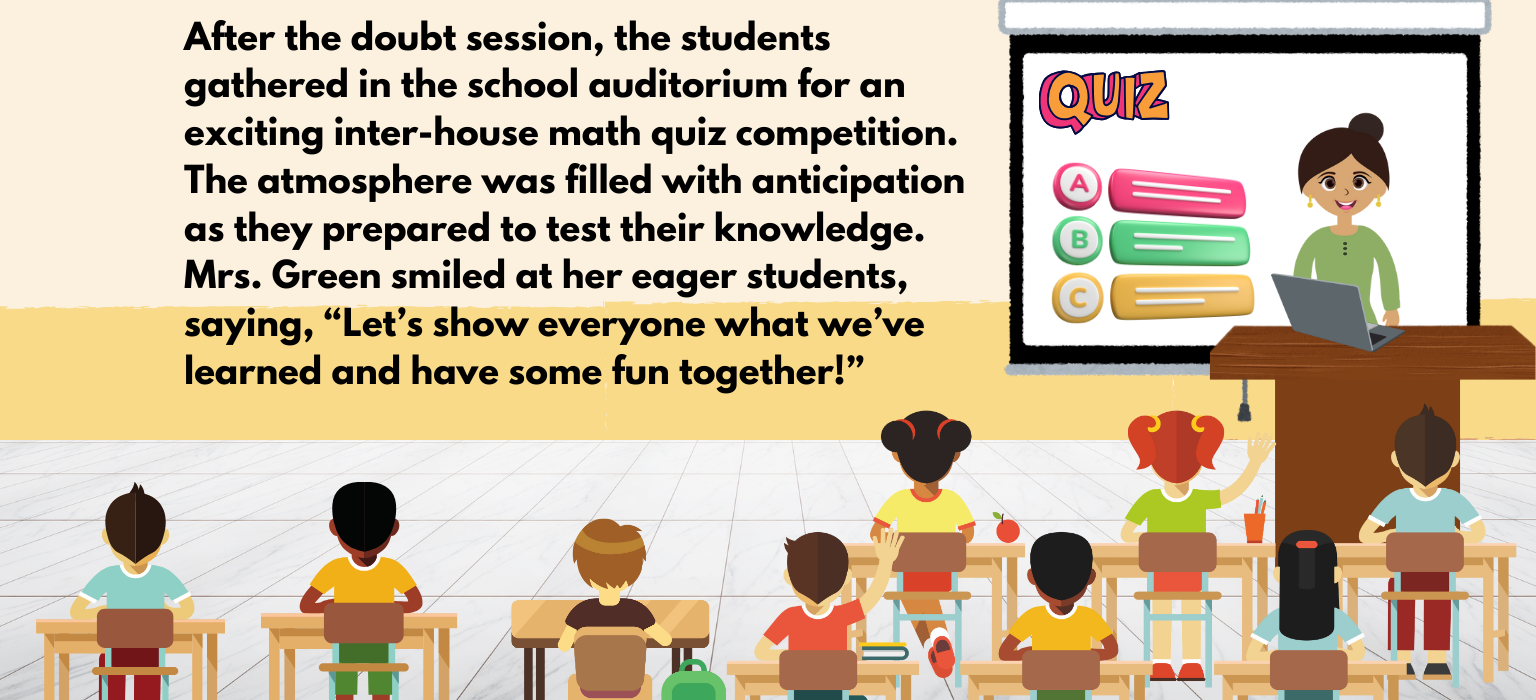 After the doubt session, the students
gathered in the school auditorium for an
exciting inter-house math quiz competition.
The atmosphere was filled with anticipation
as they prepared to test their knowledge.
Mrs. Green smiled at her eager students,
saying, “Let’s show everyone what we’ve
learned and have some fun together!”
QUIZ
A
B
C